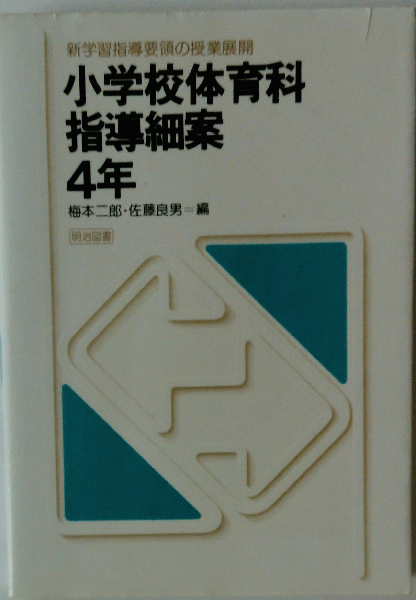 新学習指導要領の授業展開
小学校体育科
指導細案
4年
梅本二郎・佐藤良男=編
明治図書